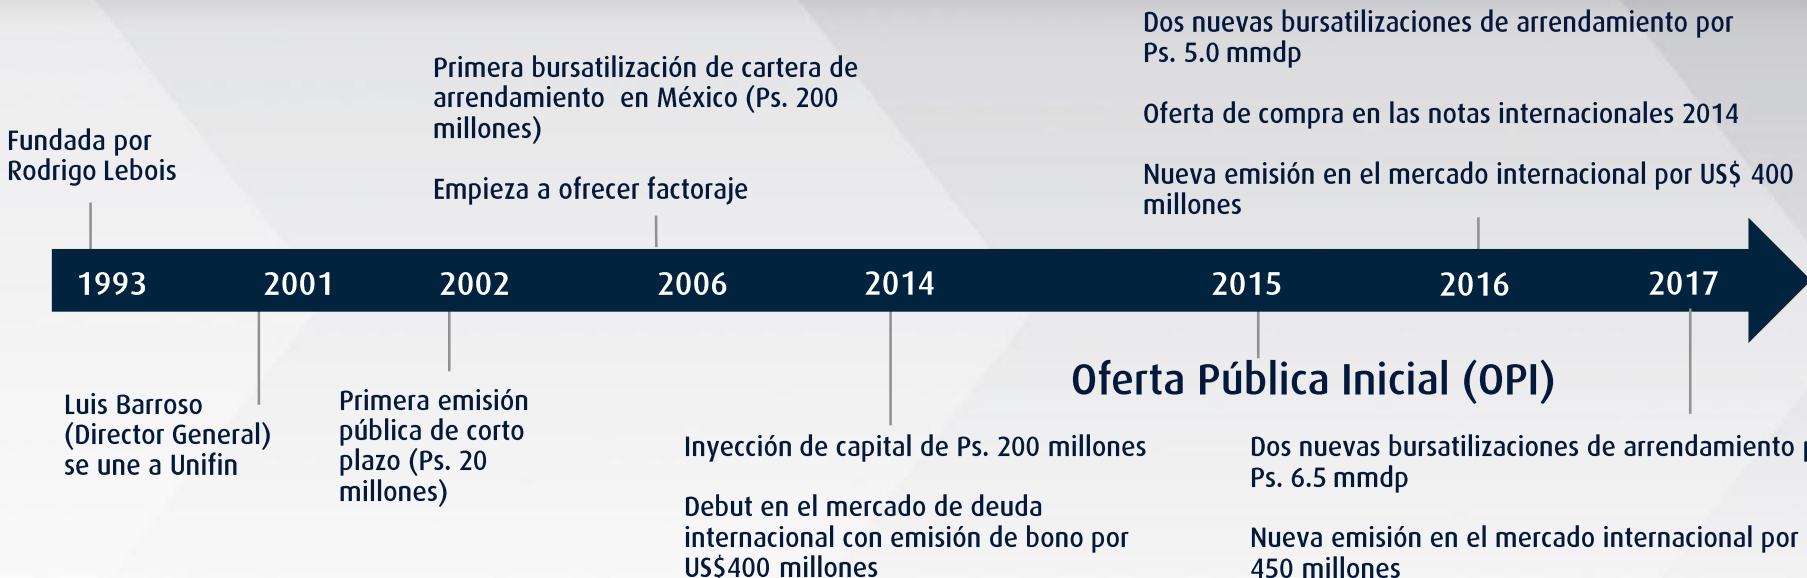 Fundada por
Rodrigo Lebois
Primera bursatilización de cartera de
arrendamiento en México (Ps. 200
millones)
Empieza a ofrecer factoraje
Dos nuevas bursatilizaciones de arrendamiento por
Ps. 5.0 mmdp
Oferta de compra en las notas internacionales 2014
Nueva emisión en el mercado internacional por US$ 400
millones
1993 2001 2002 2006 2014 2015 2016 2017
Luis Barroso
(Director General)
se une a Unifin
Primera emisión
pública de corto
plazo (Ps. 20
millones)
Inyección de capital de Ps. 200 millones
Debut en el mercado de deuda
internacional con emisión de bono por
US$400 millones
Oferta Pública Inicial (OPI)
Dos nuevas bursatilizaciones de arrendamiento
Ps. 6.5 mmdp
Nueva emisión en el mercado internacional por
450 millones